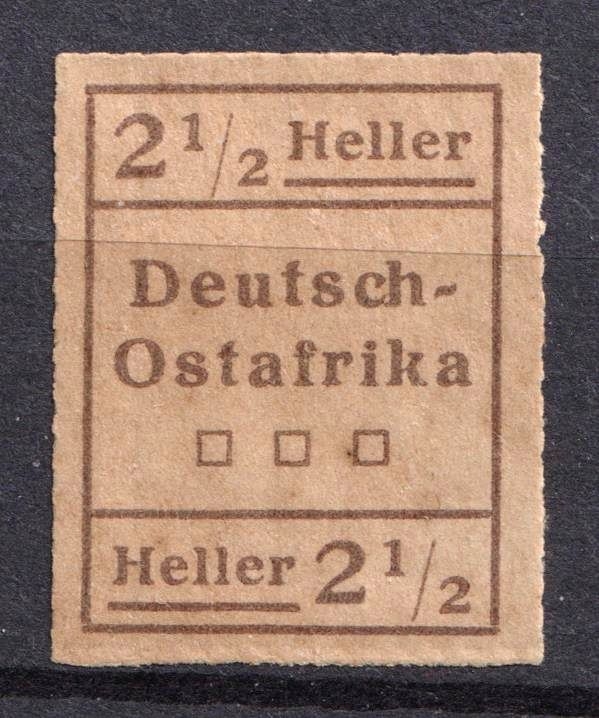 2 1/2 Heller
Deutsch-
Ostafrika
Heller 2 1/2